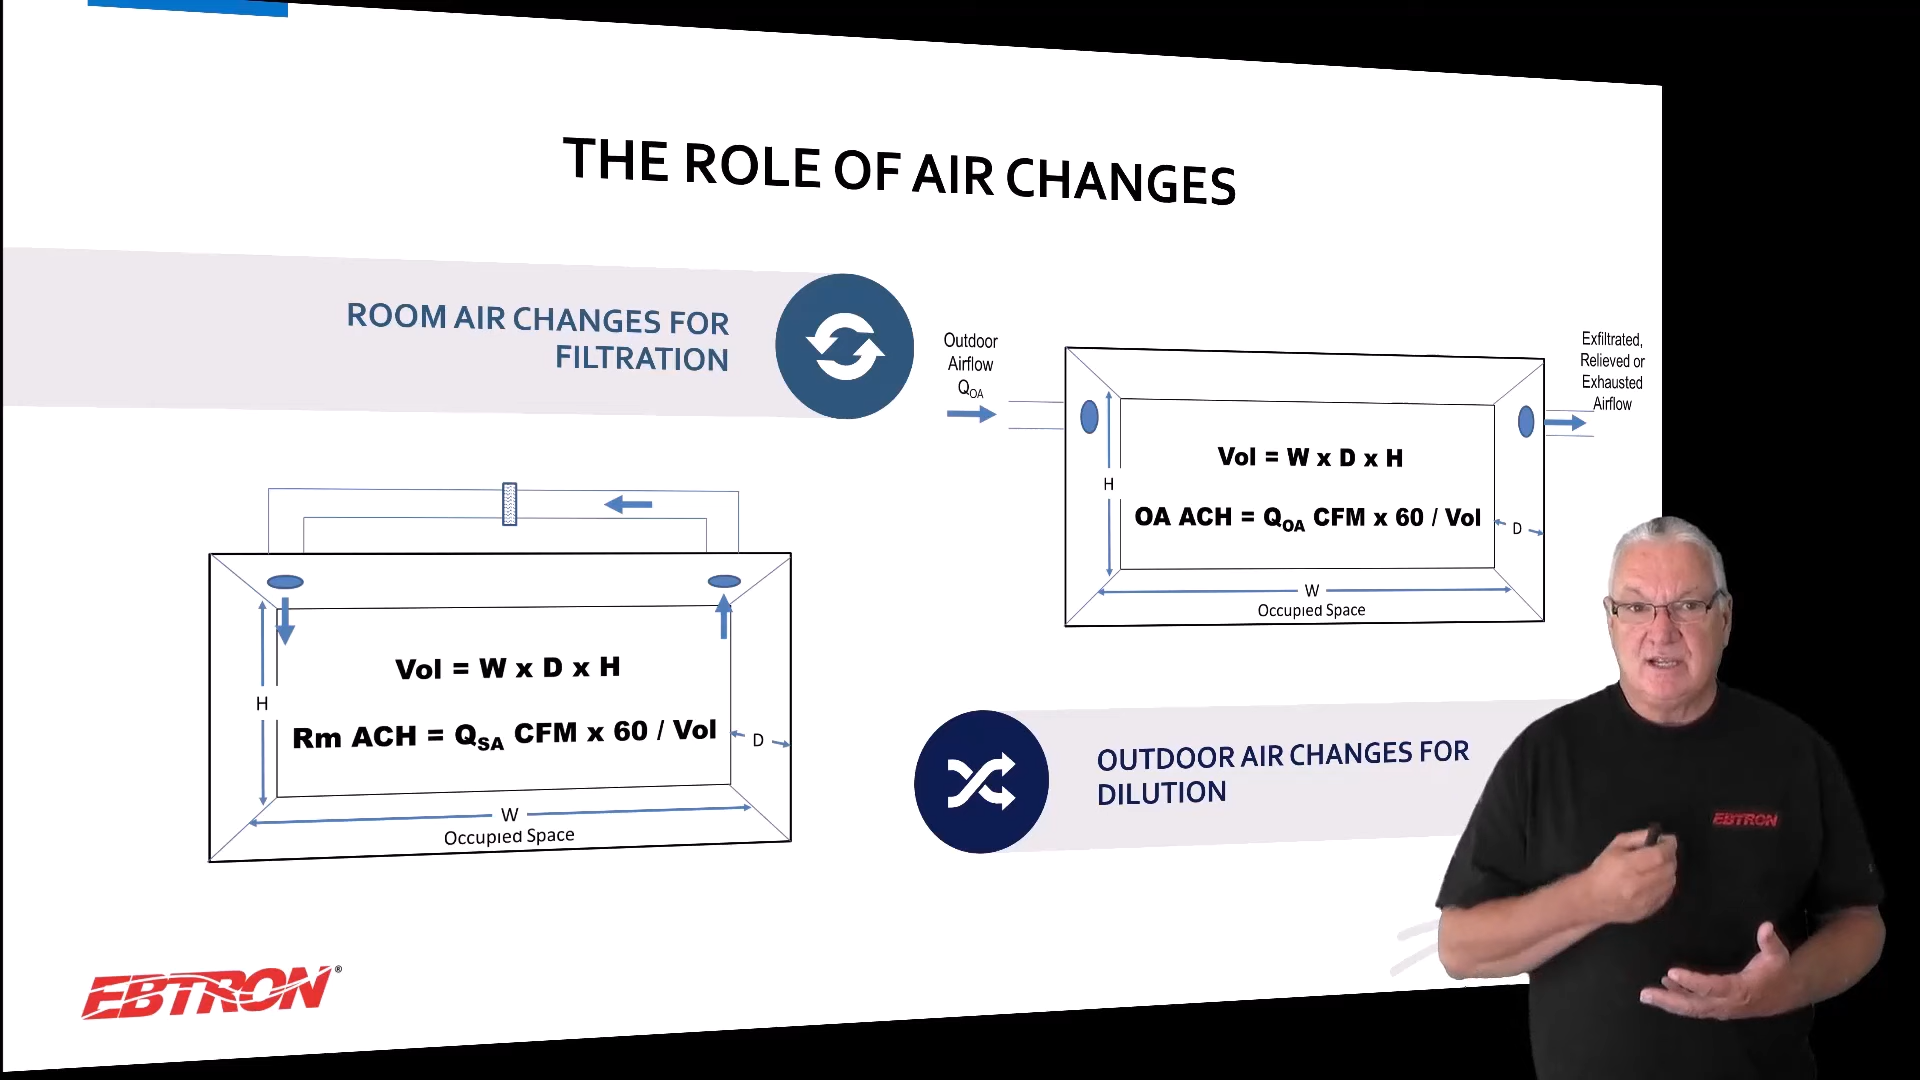 THE ROLE OF AIR CHANGES
ROOM AIR CHANGES FOR
FILTRATION
Vol = W x D x H
Rm ACH = QSA CFM x 60 / Vol
H
D
W
Occupied Space
Outdoor
Airflow
QOA
Exfiltrated,
Relieved or
Exhausted
Airflow
Vol = W x D x H
OA ACH = QOA CFM x 60 / Vol
H
D
W
Occupied Space
OUTDOOR AIR CHANGES FOR
DILUTION
EBTRON®
EBTRON